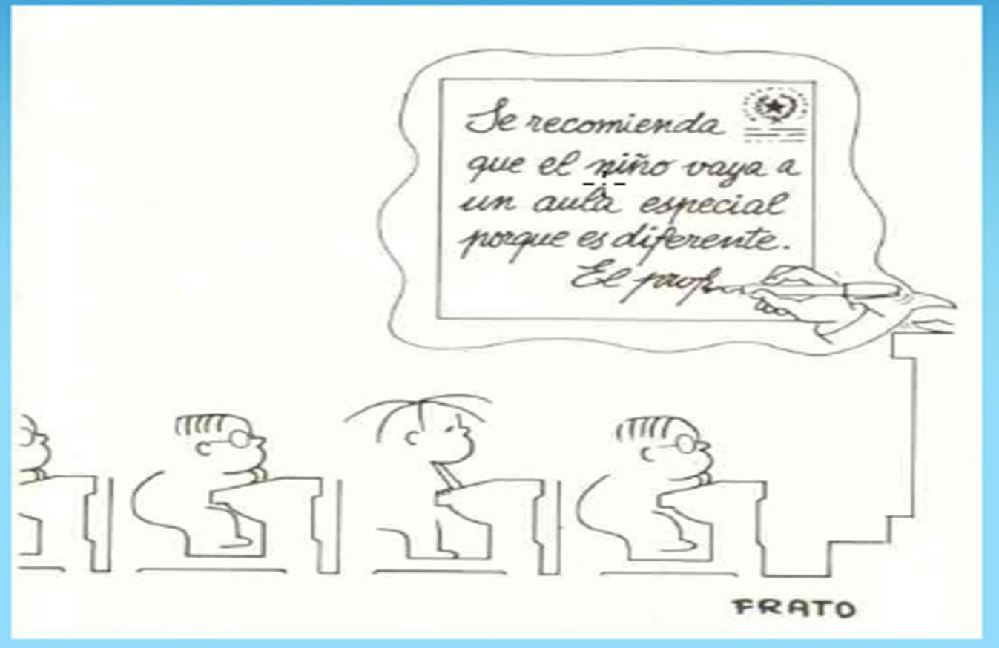 Se recomienda
que el niño vaya a
un aula especial
porque es diferente.
El prof
FRATO